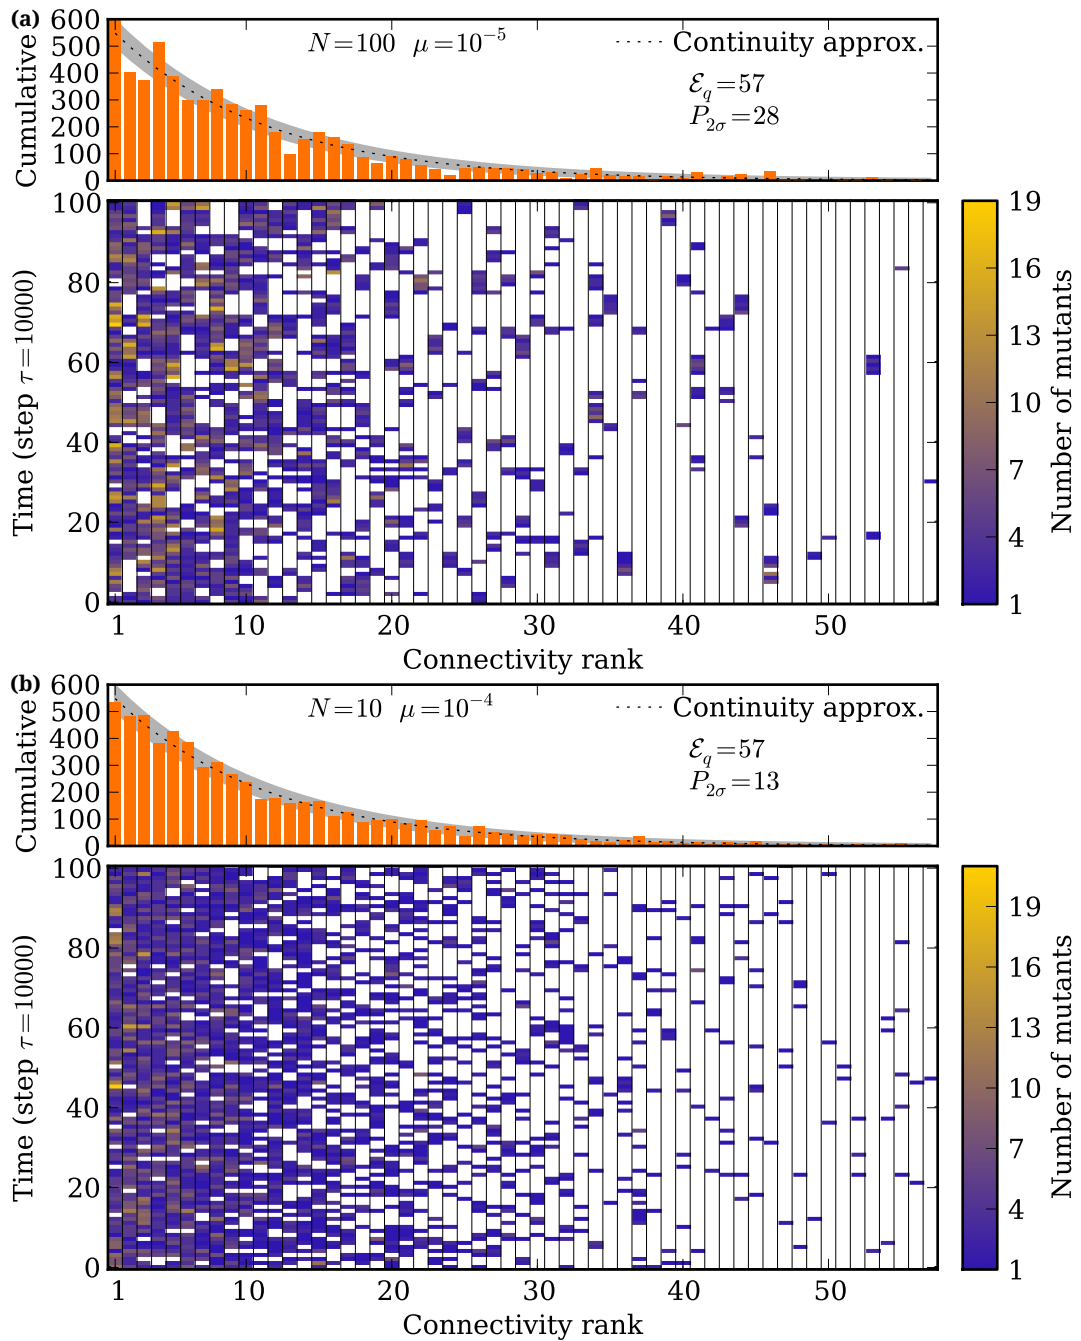 (a)
600
500
400
300
200
100
0
Cumulative
N=100 μ=10⁻⁵
Continuity approx.
ℰ_q=57
P_{2σ}=28
100
80
60
40
20
0
Time (step τ=10000)
1 10 20 30 40 50
Connectivity rank
19
16
13
10
7
4
1
Number of mutants
(b)
600
500
400
300
200
100
0
Cumulative
N=10 μ=10⁻⁴
Continuity approx.
ℰ_q=57
P_{2σ}=13
100
80
60
40
20
0
Time (step τ=10000)
1 10 20 30 40 50
Connectivity rank
19
16
13
10
7
4
1
Number of mutants